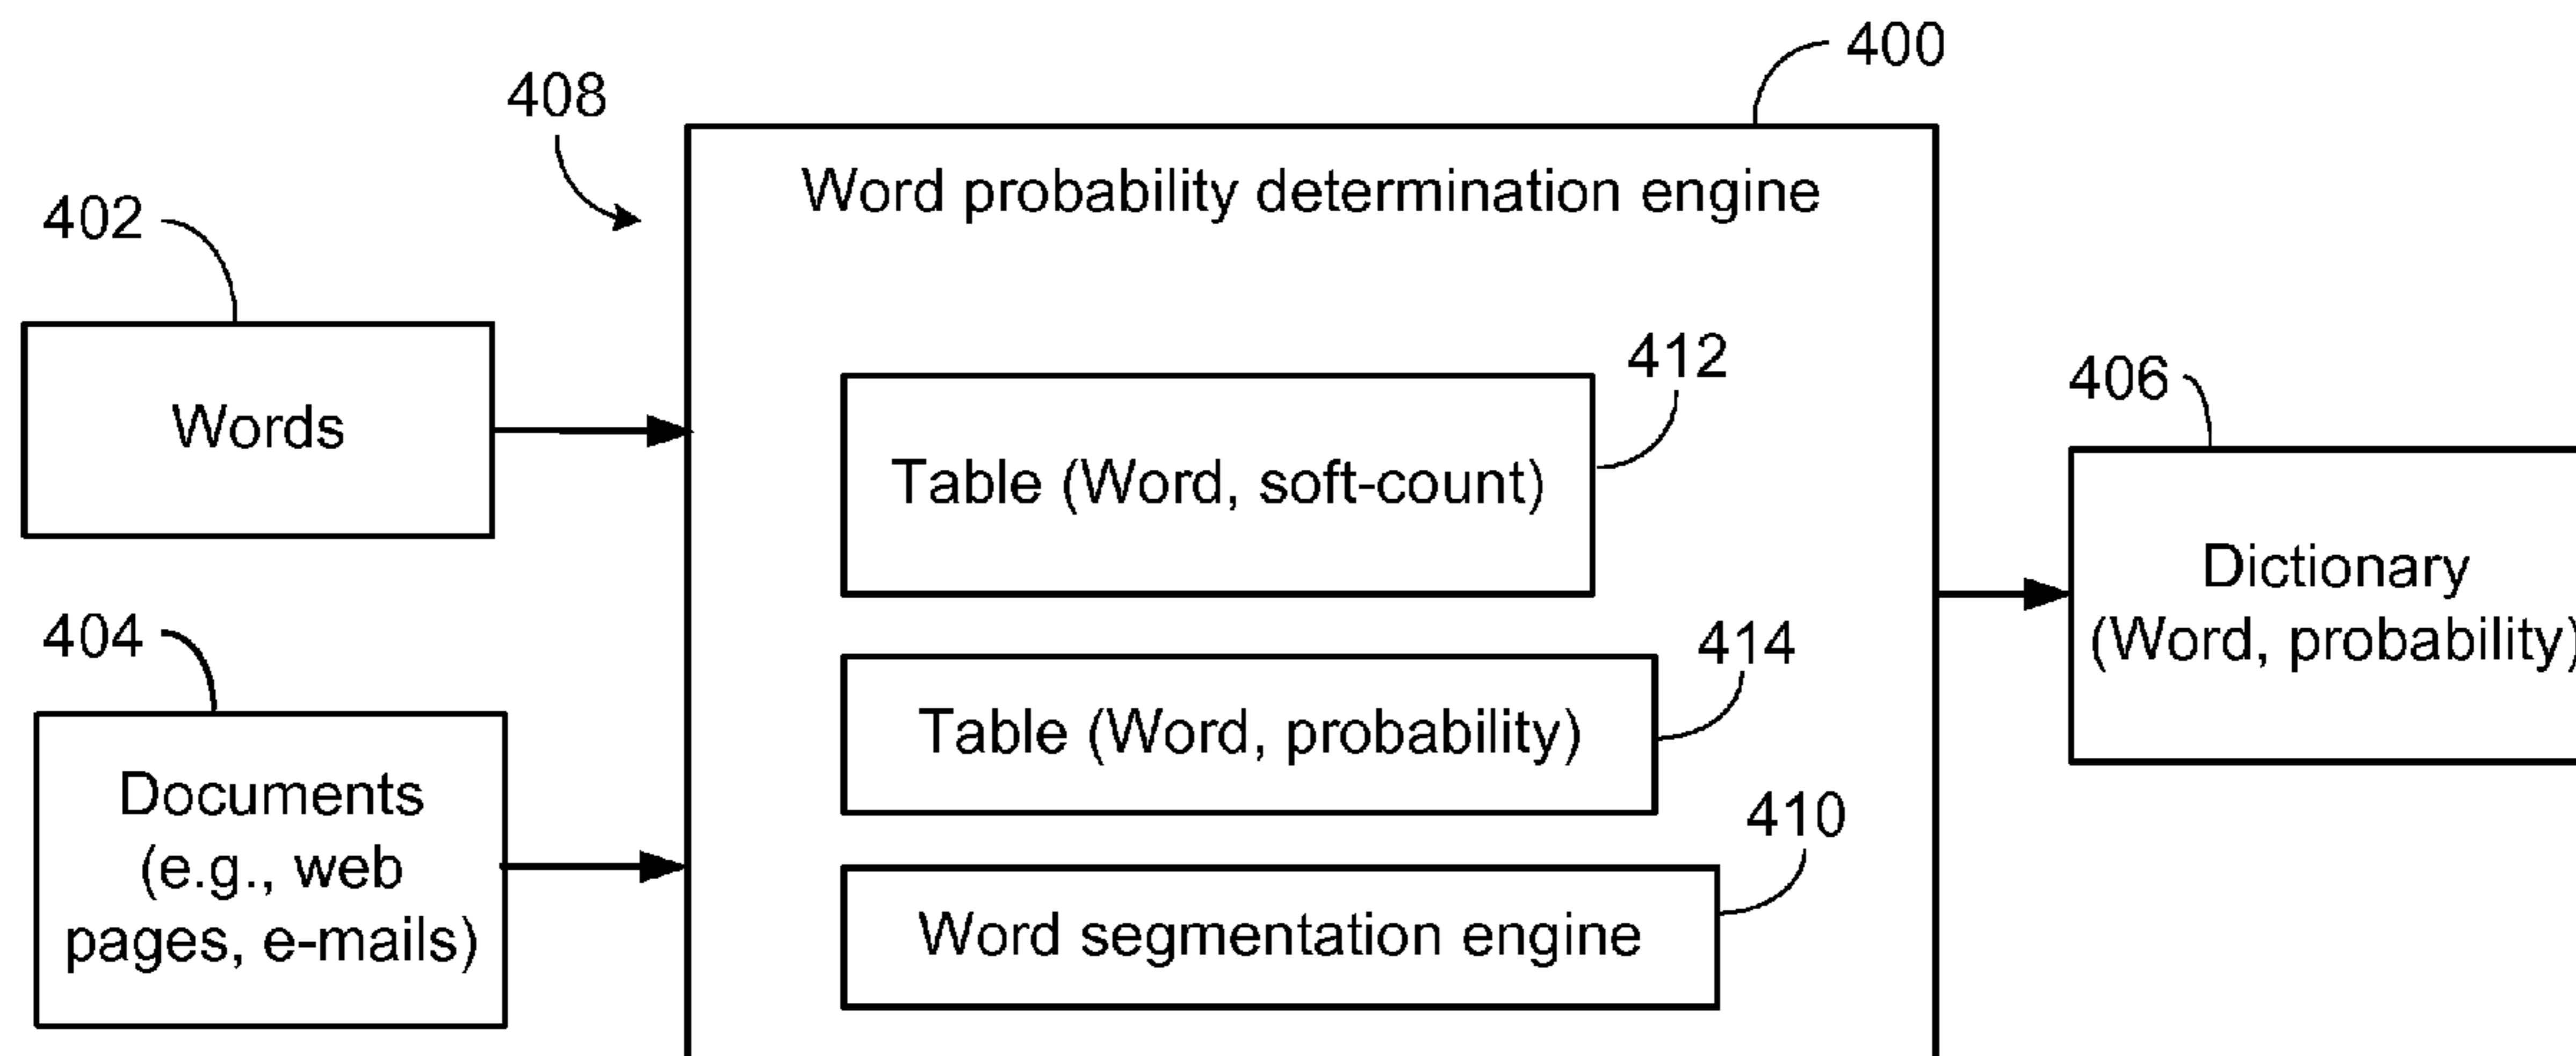 400
408
Word probability determination engine
402
Words
412
Table (Word, soft-count)
406
Dictionary
(Word, probability)
404
Documents
(e.g., web
pages, e-mails)
414
Table (Word, probability)
410
Word segmentation engine